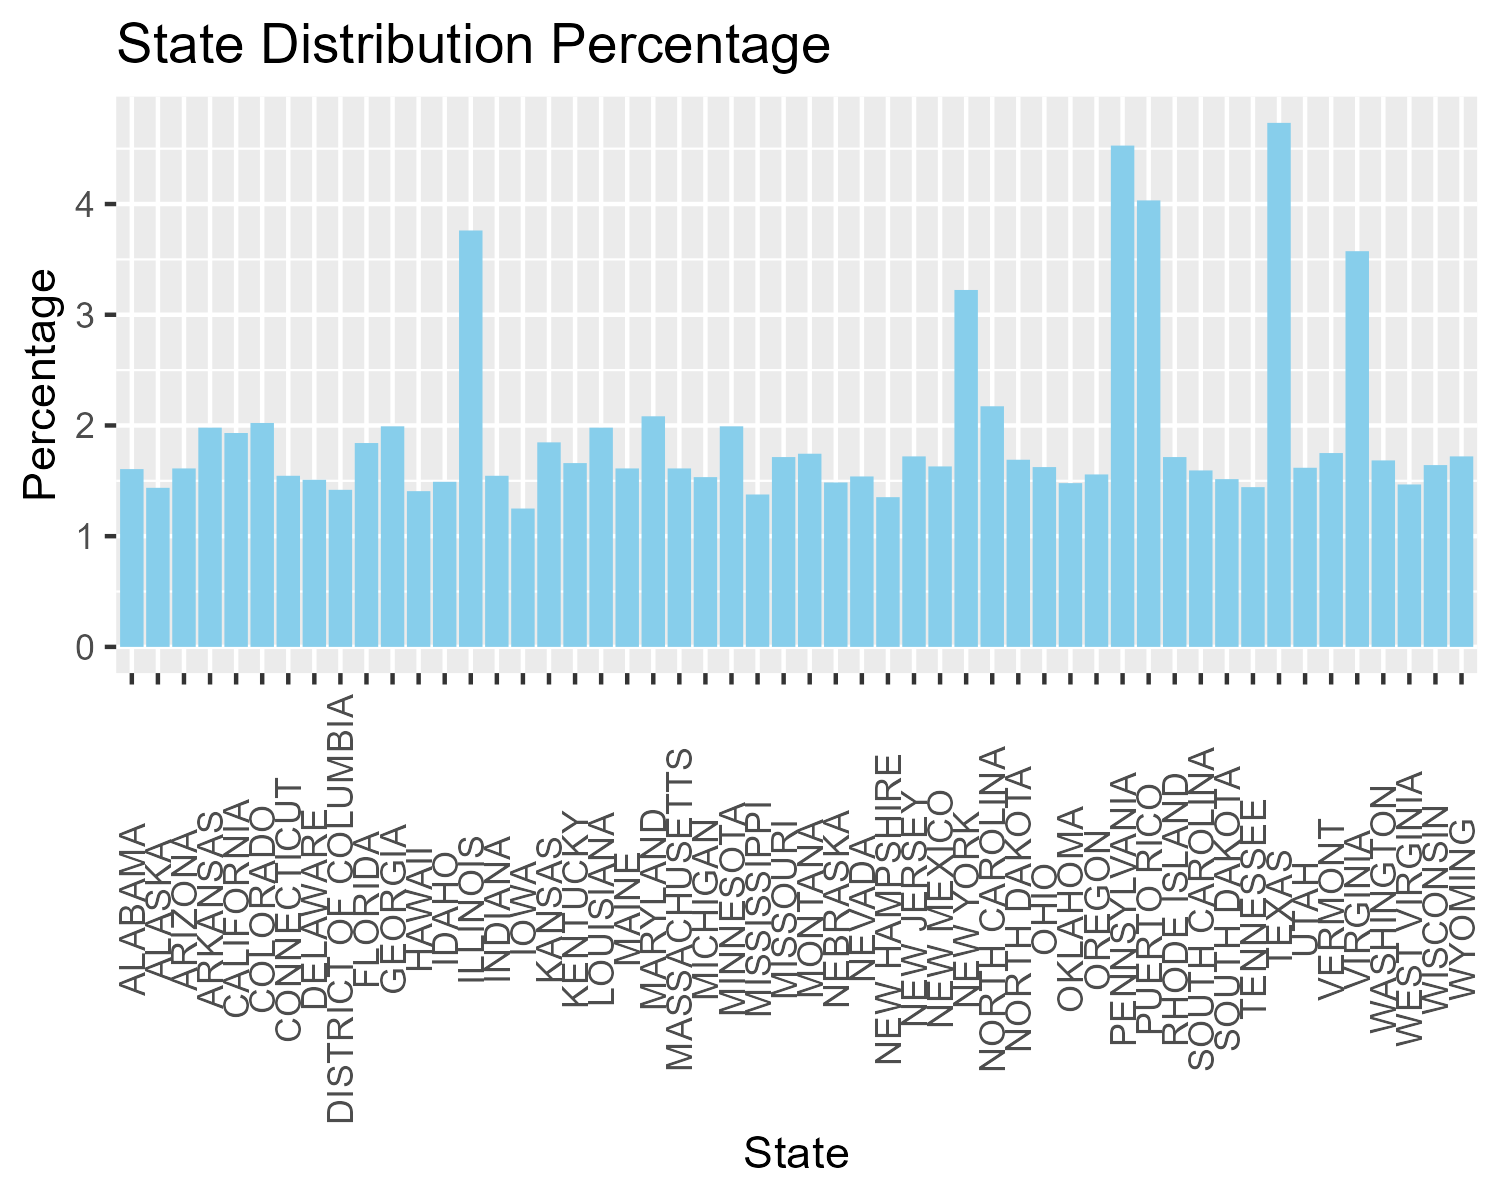 State Distribution Percentage
Percentage
4
3
2
1
0
ALABAMA
ALASKA
ARIZONA
ARKANSAS
CALIFORNIA
COLORADO
CONNECTICUT
DELAWARE
DISTRICT OF COLUMBIA
FLORIDA
GEORGIA
HAWAII
IDAHO
ILLINOIS
INDIANA
IOWA
KANSAS
KENTUCKY
LOUISIANA
MAINE
MARYLAND
MASSACHUSETTS
MICHIGAN
MINNESOTA
MISSISSIPPI
MISSOURI
MONTANA
NEBRASKA
NEVADA
NEW HAMPSHIRE
NEW JERSEY
NEW MEXICO
NEW YORK
NORTH CAROLINA
NORTH DAKOTA
OHIO
OKLAHOMA
OREGON
PENNSYLVANIA
PUERTO RICO
RHODE ISLAND
SOUTH CAROLINA
SOUTH DAKOTA
TENNESSEE
TEXAS
UTAH
VERMONT
VIRGINIA
WASHINGTON
WEST VIRGINIA
WISCONSIN
WYOMING
State